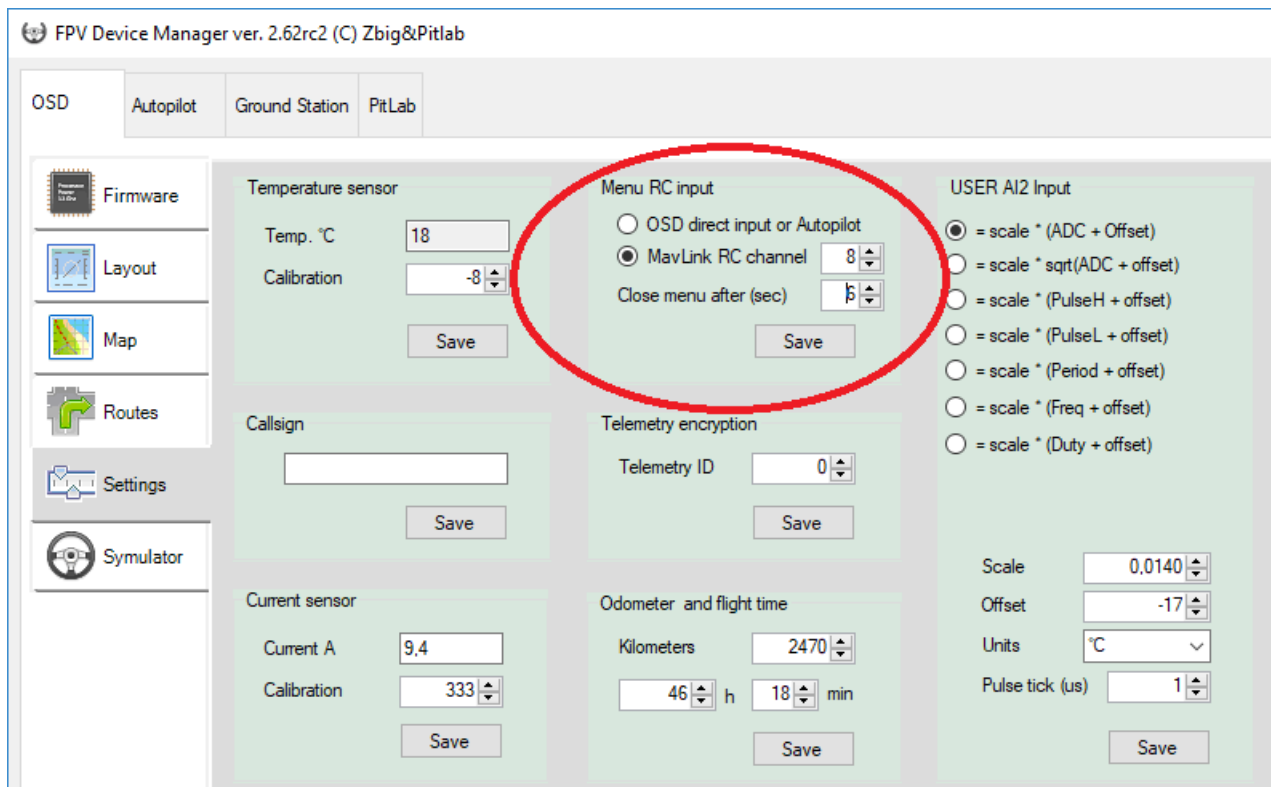 FPV Device Manager ver. 2.62rc2 (C) Zbig&Pitlab
OSD
Autopilot
Ground Station
PitLab
Firmware
Layout
Map
Routes
Settings
Symulator
Temperature sensor
Temp. °C 18
Calibration -8
Save
Callsign
Save
Current sensor
Current A 9,4
Calibration 333
Save
Menu RC input
OSD direct input or Autopilot
MavLink RC channel 8
Close menu after (sec) 6
Save
Telemetry encryption
Telemetry ID 0
Save
Odometer and flight time
Kilometers 2470
46 h 18 min
Save
USER AI2 Input
= scale * (ADC + Offset)
= scale * sqrt(ADC + offset)
= scale * (PulseH + offset)
= scale * (PulseL + offset)
= scale * (Period + offset)
= scale * (Freq + offset)
= scale * (Duty + offset)
Scale 0,0140
Offset -17
Units °C
Pulse tick (us) 1
Save